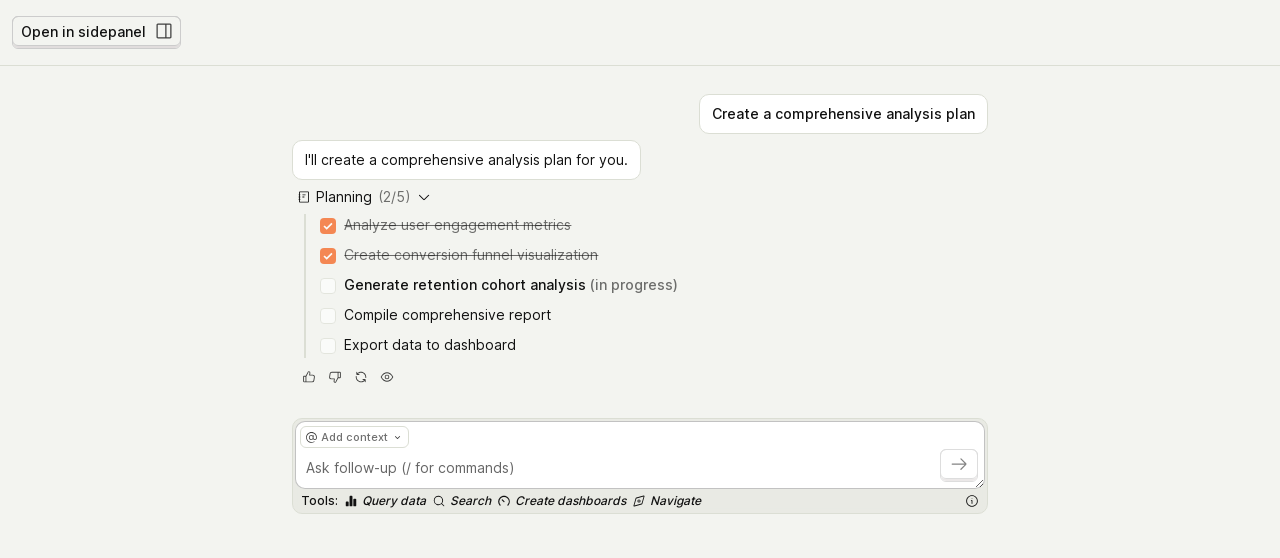 Open in sidepanel
Create a comprehensive analysis plan
I'll create a comprehensive analysis plan for you.
Planning (2/5)
Analyze user engagement metrics
Create conversion funnel visualization
Generate retention cohort analysis (in progress)
Compile comprehensive report
Export data to dashboard
Add context
Ask follow-up (/ for commands)
Tools: Query data Search Create dashboards Navigate